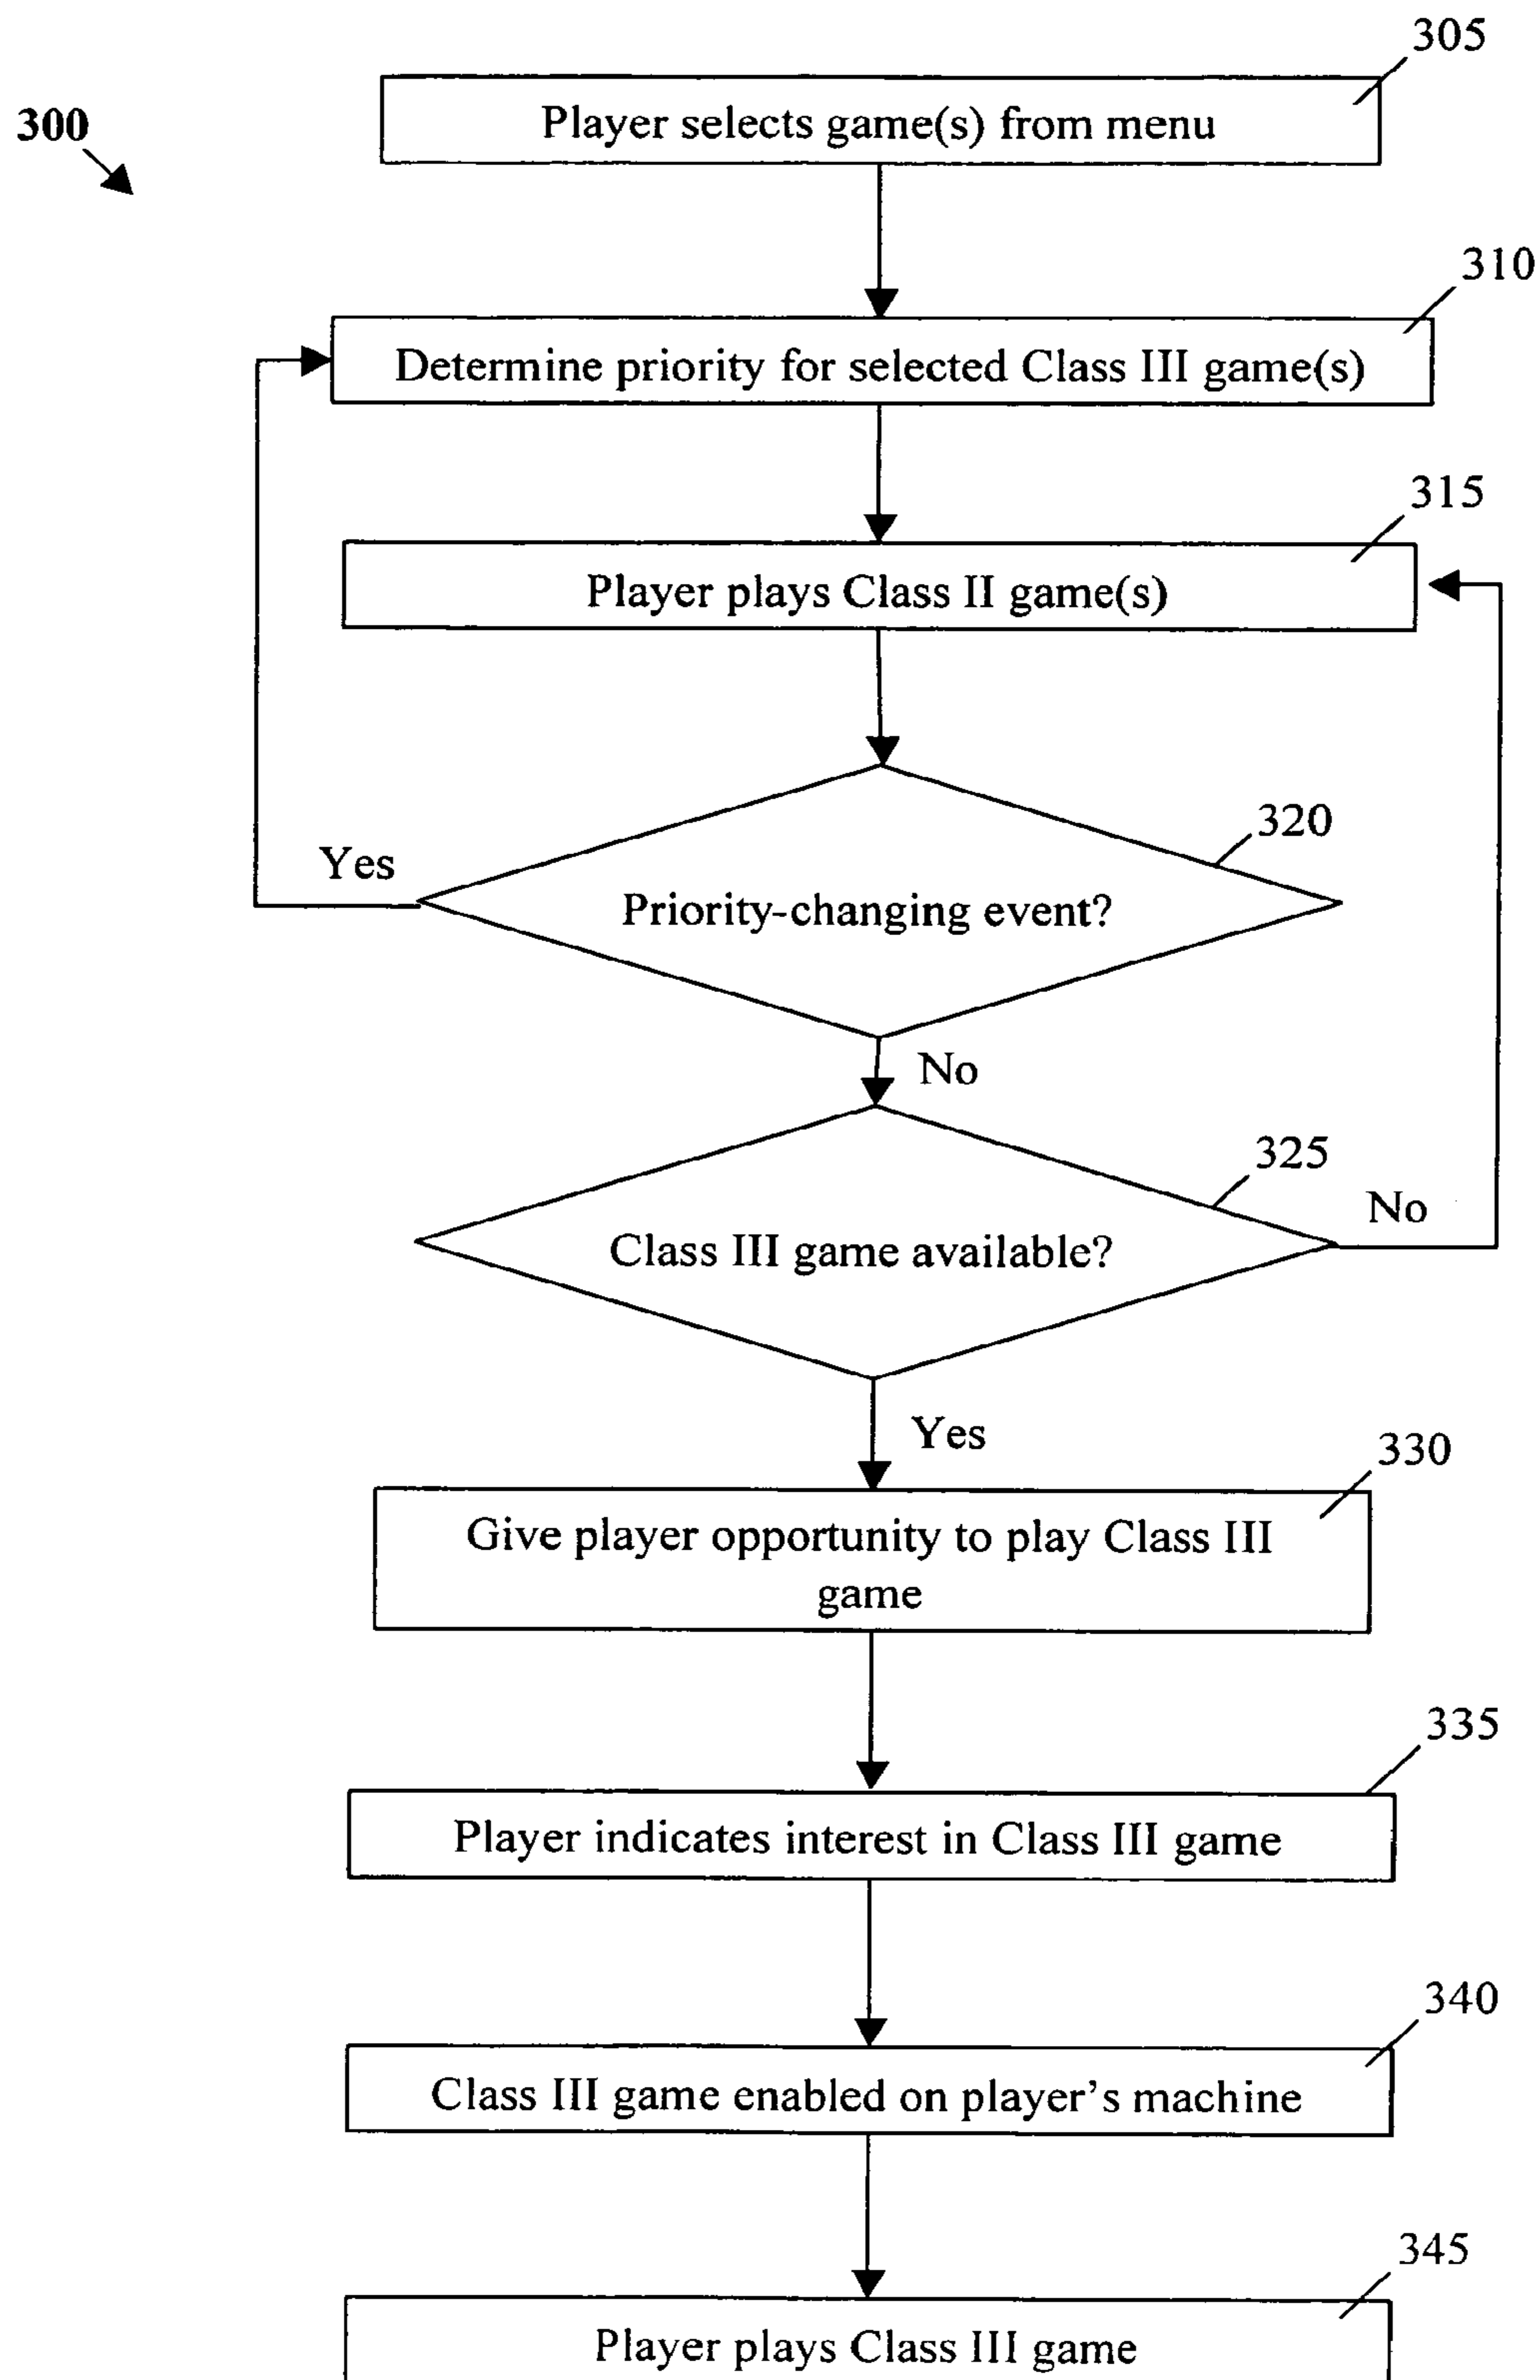 305
300
Player selects game(s) from menu
310
Determine priority for selected Class III game(s)
315
Player plays Class II game(s)
320
Yes
Priority-changing event?
No
325
No
Class III game available?
Yes
330
Give player opportunity to play Class III
game
335
Player indicates interest in Class III game
340
Class III game enabled on player's machine
345
Player plays Class III game